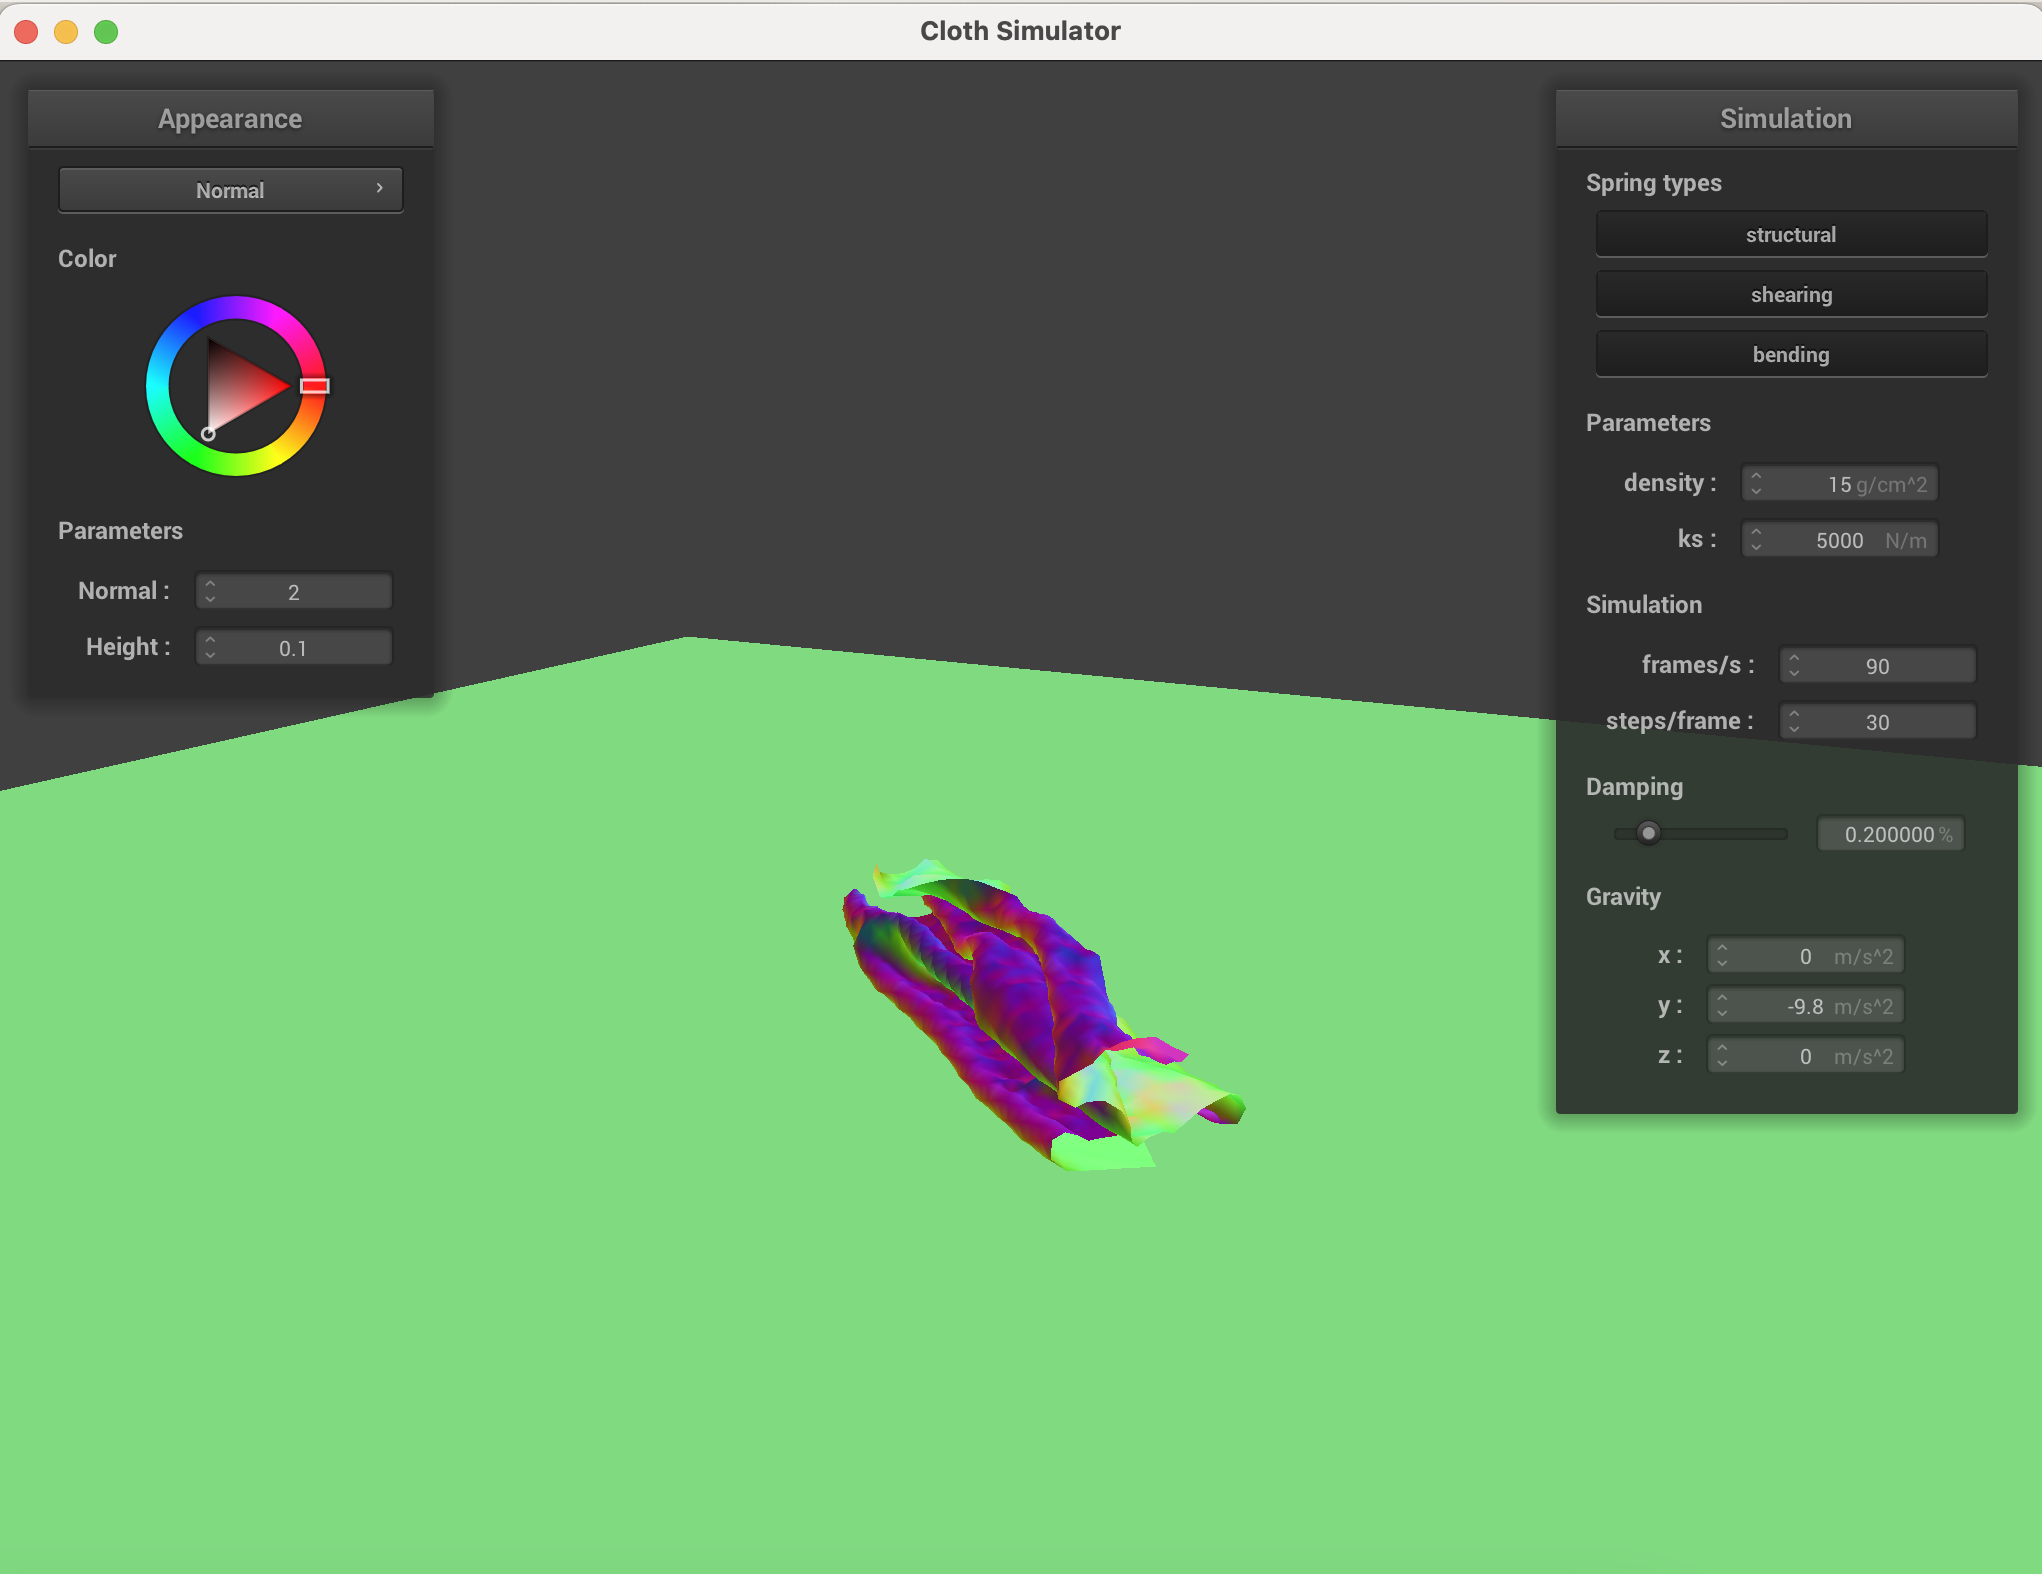 Cloth Simulator
Appearance
Normal
Color
Parameters
Normal : 2
Height : 0.1
Simulation
Spring types
structural
shearing
bending
Parameters
density : 15 g/cm^2
ks : 5000 N/m
Simulation
frames/s : 90
steps/frame : 30
Damping
0.200000 %
Gravity
x : 0 m/s^2
y : -9.8 m/s^2
z : 0 m/s^2